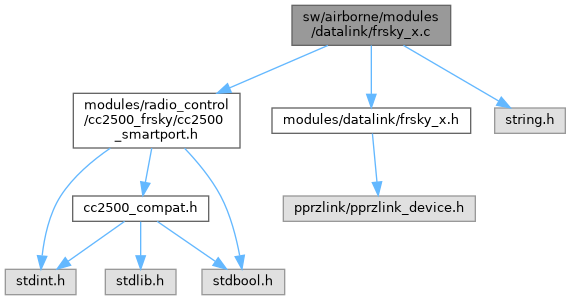 sw/airborne/modules
/datalink/frsky_x.c
modules/radio_control
/cc2500_frsky/cc2500
_smartport.h
modules/datalink/frsky_x.h
string.h
cc2500_compat.h
pprzlink/pprzlink_device.h
stdint.h
stdlib.h
stdbool.h